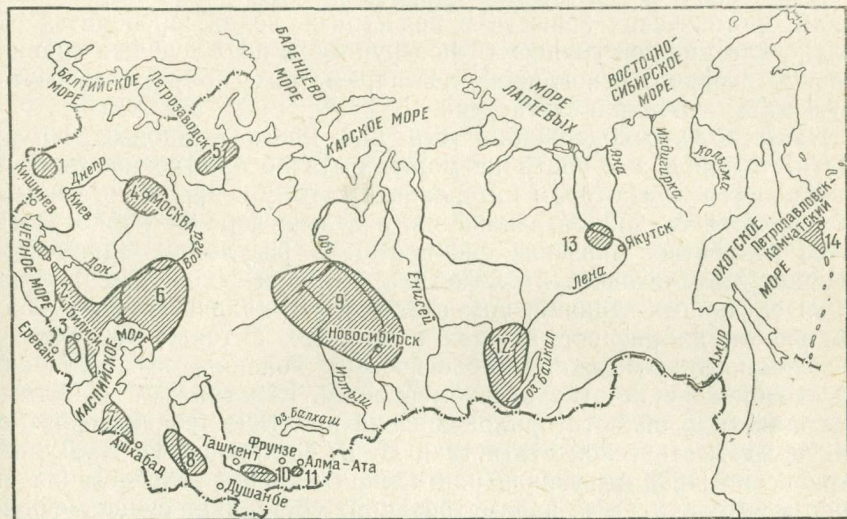 БАЛТИЙСКОЕ
МОРЕ
Петрозаводск
БАРЕНЦЕВО
МОРЕ
КАРСКОЕ МОРЕ
МОРЕ
ЛАПТЕВЫХ
ВОСТОЧНО-
СИБИРСКОЕ
МОРЕ
1
Кишинев
Днепр
Киев
4
МОСКВА
5
Волга
Дон
ЧЕРНОЕ МОРЕ
2
Тбилиси
3
Ереван
6
КАСПИЙСКОЕ
МОРЕ
7
Ашхабад
8
Ташкент
Фрунзе
Душанбе
10
Алма-Ата
11
оз. Балхаш
Обь
9
Новосибирск
Иртыш
Енисей
12
оз. Байкал
Лена
13
Якутск
Яна
Индигирка
Колыма
Амур
ОХОТСКОЕ
МОРЕ
Петропавловск-
Камчатский
14